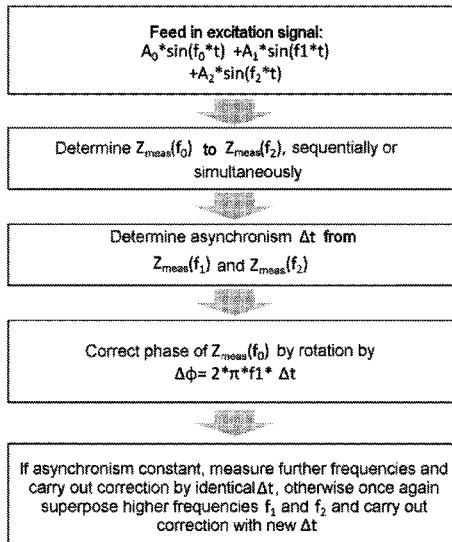 Feed in excitation signal:
A₀*sin(f₀*t) +A₁*sin(f1*t)
+A₂*sin(f₂*t)
Determine Zmeas(f₀) to Zmeas(f₂), sequentially or
simultaneously
Determine asynchronism Δt from
Zmeas(f₁) and Zmeas(f₂)
Correct phase of Zmeas(f₀) by rotation by
Δϕ= 2*π*f1* Δt
If asynchronism constant, measure further frequencies and
carry out correction by identical Δt, otherwise once again
superpose higher frequencies f₁ and f₂ and carry out
correction with new Δt